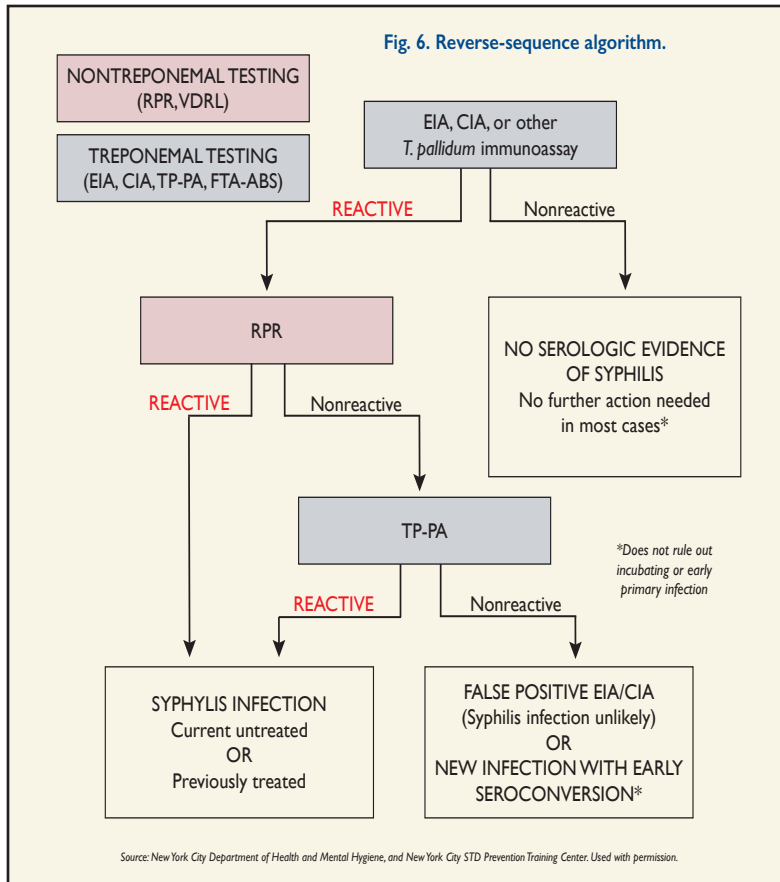 Fig. 6. Reverse-sequence algorithm.
NONTREPONEMAL TESTING
(RPR, VDRL)
TREPONEMAL TESTING
(EIA, CIA, TP-PA, FTA-ABS)
EIA, CIA, or other
T. pallidum immunoassay
REACTIVE
Nonreactive
RPR
NO SEROLOGIC EVIDENCE
OF SYPHILIS
No further action needed
in most cases*
REACTIVE
Nonreactive
TP-PA
*Does not rule out
incubating or early
primary infection
REACTIVE
Nonreactive
SYPHYLIS INFECTION
Current untreated
OR
Previously treated
FALSE POSITIVE EIA/CIA
(Syphilis infection unlikely)
OR
NEW INFECTION WITH EARLY
SEROCONVERSION*
Source: New York City Department of Health and Mental Hygiene, and New York City STD Prevention Training Center. Used with permission.